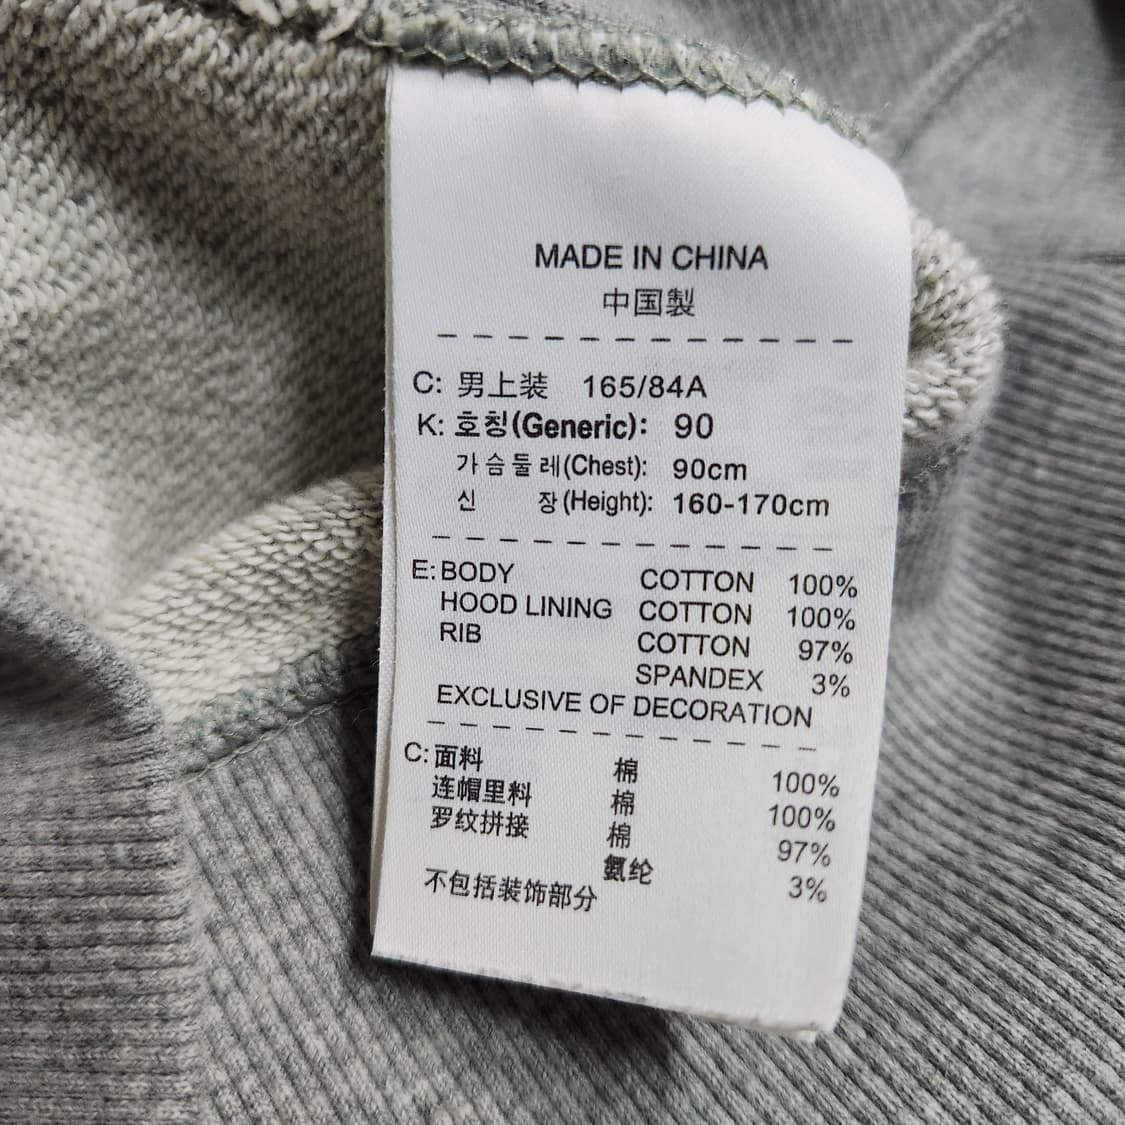 MADE IN CHINA
中国製
C: 男上装 165/84A
K: 호칭(Generic): 90
가슴둘레(Chest): 90cm
신 장(Height): 160-170cm
E: BODY COTTON 100%
HOOD LINING COTTON 100%
RIB COTTON 97%
SPANDEX 3%
EXCLUSIVE OF DECORATION
C: 面料 棉 100%
连帽里料 棉 100%
罗纹拼接 棉 97%
氨纶 3%
不包括装饰部分